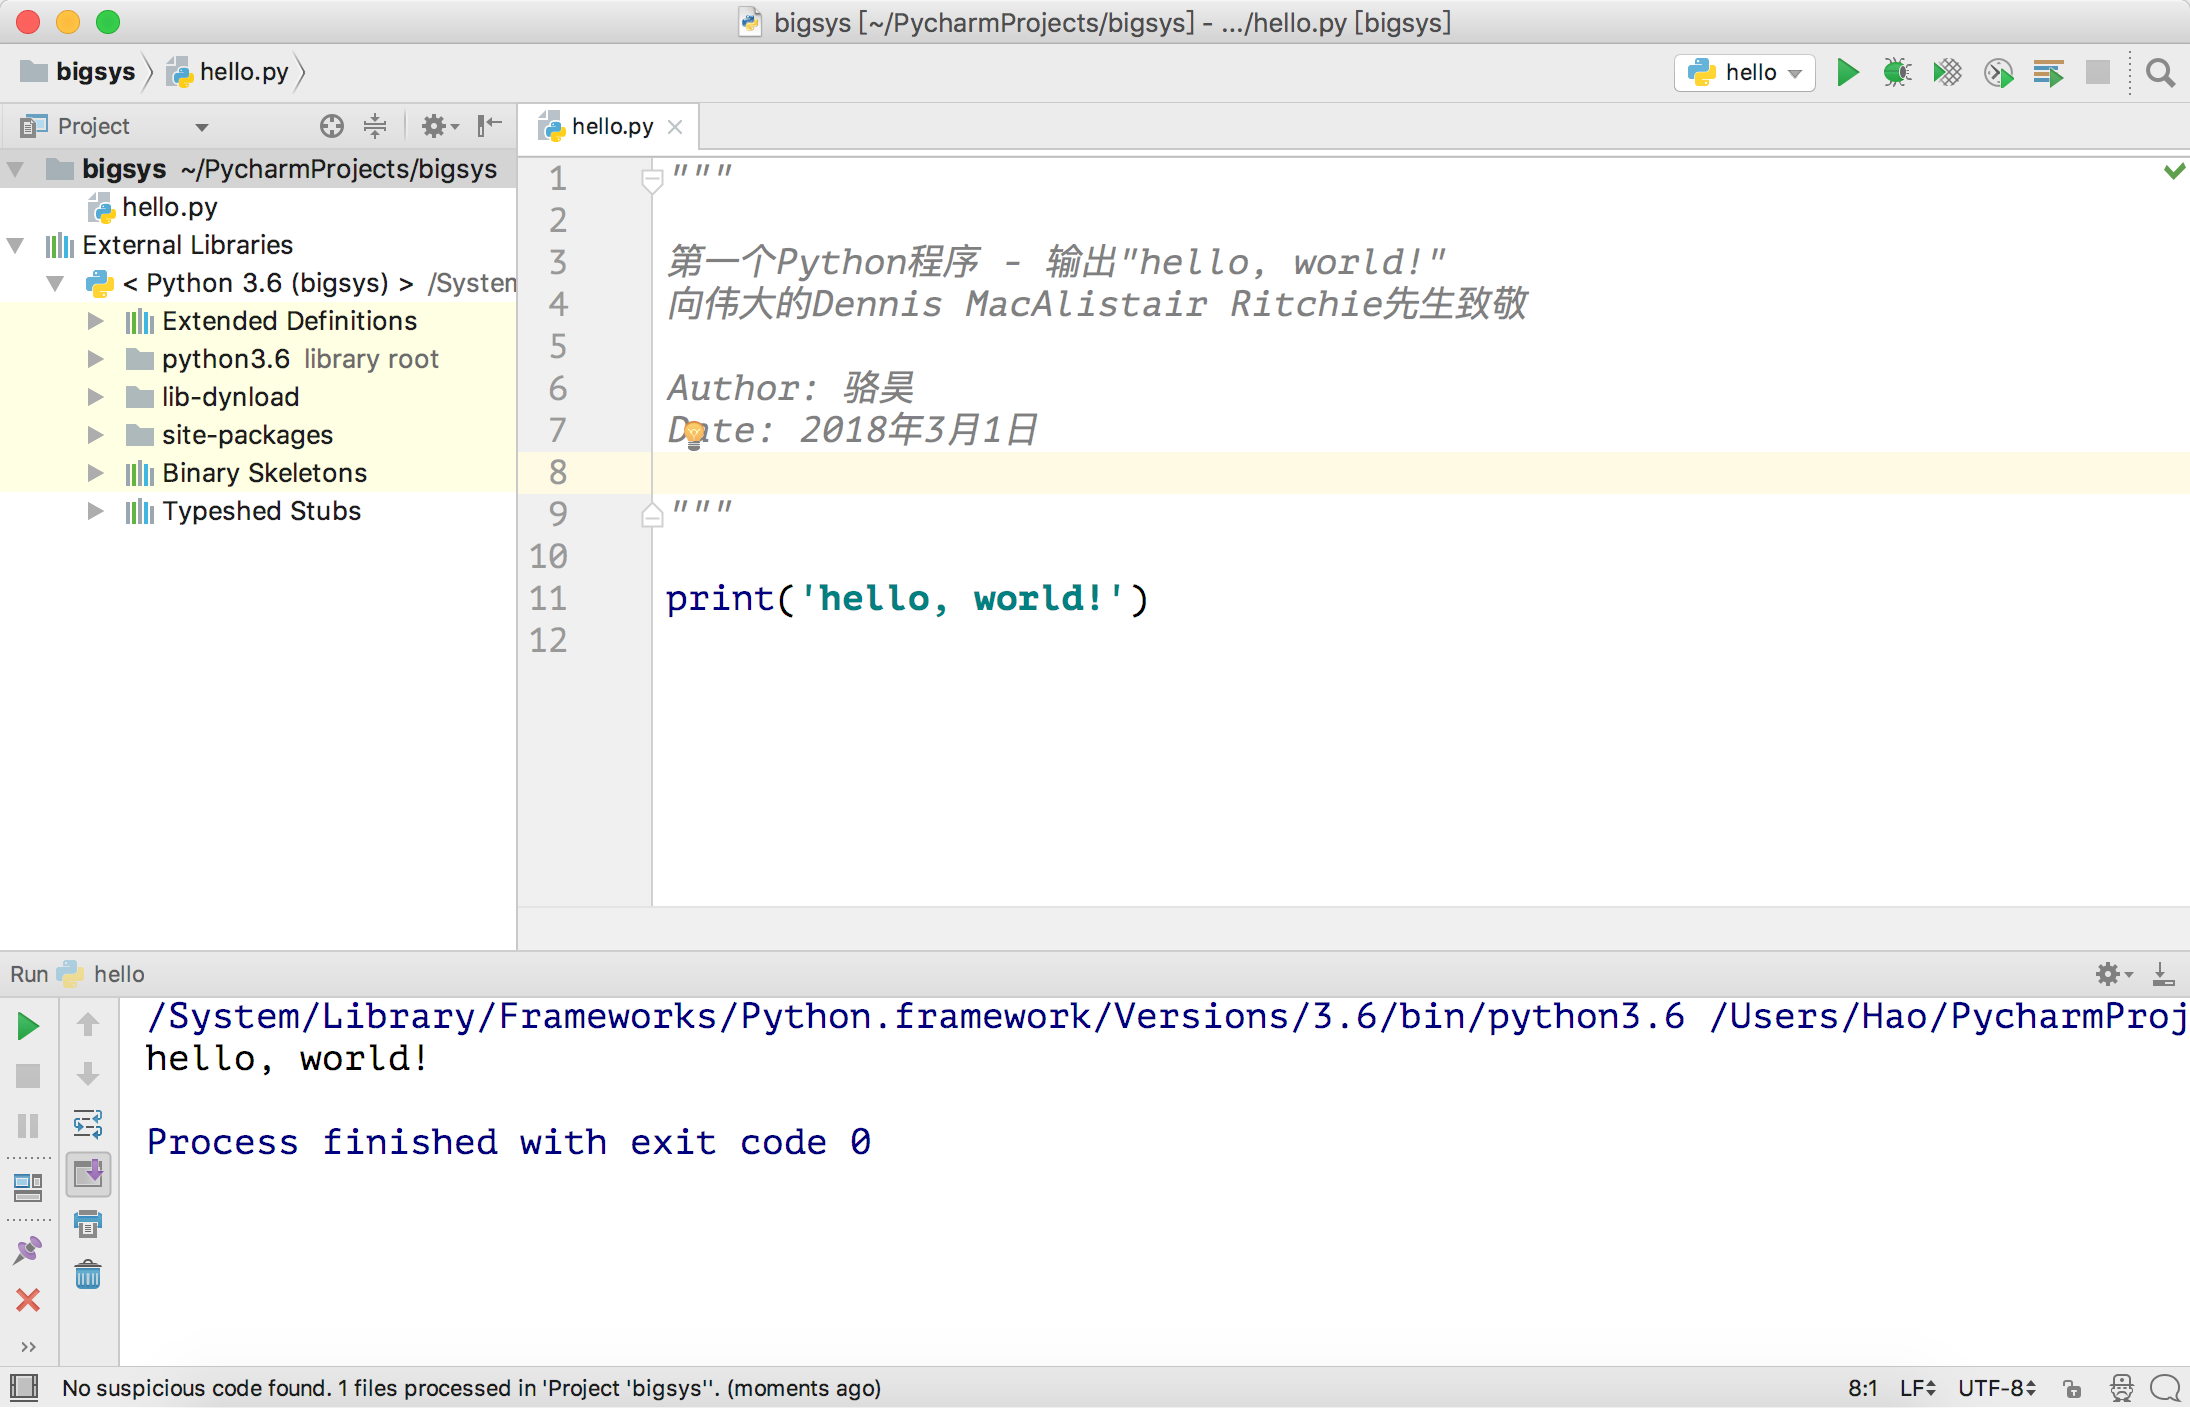 bigsys [~/PycharmProjects/bigsys] - .../hello.py [bigsys]
bigsys hello.py hello
Project hello.py
bigsys ~/PycharmProjects/bigsys
hello.py
External Libraries
< Python 3.6 (bigsys) > /System
Extended Definitions
python3.6 library root
lib-dynload
site-packages
Binary Skeletons
Typeshed Stubs
1 """
2
3 第一个Python程序 - 输出"hello, world!"
4 向伟大的Dennis MacAlistair Ritchie先生致敬
5
6 Author: 骆昊
7 Date: 2018年3月1日
8
9 """
10
11 print('hello, world!')
12
Run hello
/System/Library/Frameworks/Python.framework/Versions/3.6/bin/python3.6 /Users/Hao/PycharmProj
hello, world!
Process finished with exit code 0
No suspicious code found. 1 files processed in 'Project 'bigsys''. (moments ago) 8:1 LF UTF-8